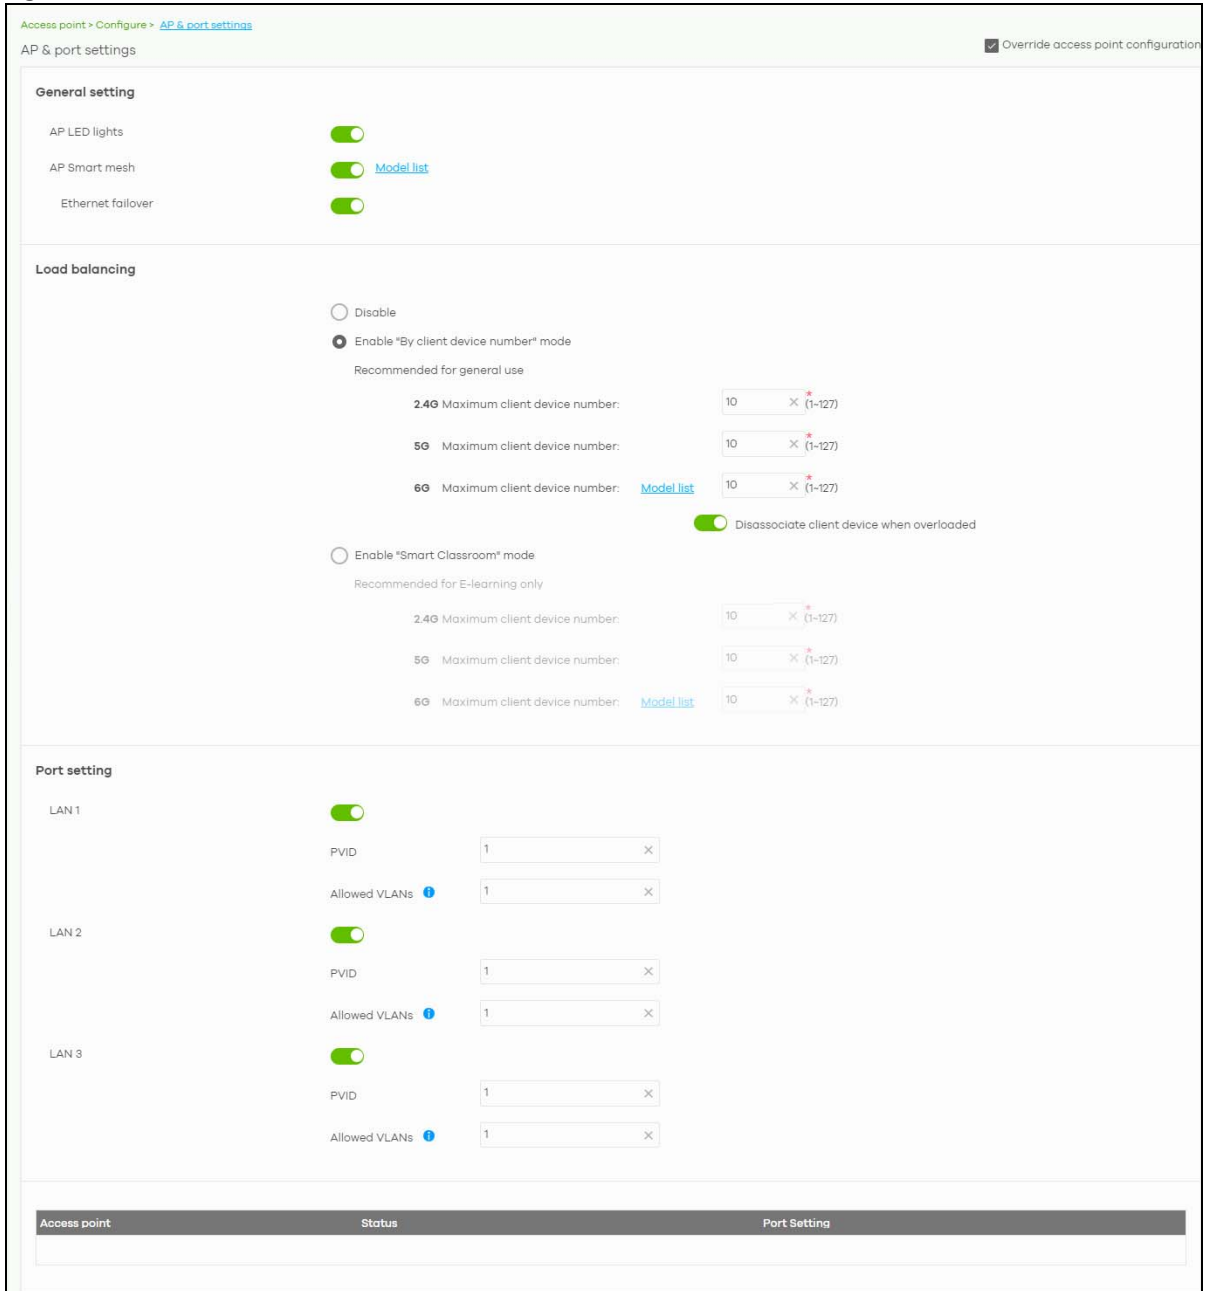 Access point > Configure > AP & port settings
AP & port settings
Override access point configuration
General setting
AP LED lights
AP Smart mesh Model list
Ethernet failover
Load balancing
Disable
Enable "By client device number" mode
Recommended for general use
2.4G Maximum client device number: 10 × * (1~127)
5G Maximum client device number: 10 × * (1~127)
6G Maximum client device number: Model list 10 × * (1~127)
Disassociate client device when overloaded
Enable "Smart Classroom" mode
Recommended for E-learning only
2.4G Maximum client device number: 10 × * (1~127)
5G Maximum client device number: 10 × * (1~127)
6G Maximum client device number: Model list 10 × * (1~127)
Port setting
LAN 1
PVID 1 ×
Allowed VLANs i 1 ×
LAN 2
PVID 1 ×
Allowed VLANs i 1 ×
LAN 3
PVID 1 ×
Allowed VLANs i 1 ×
Access point Status Port Setting